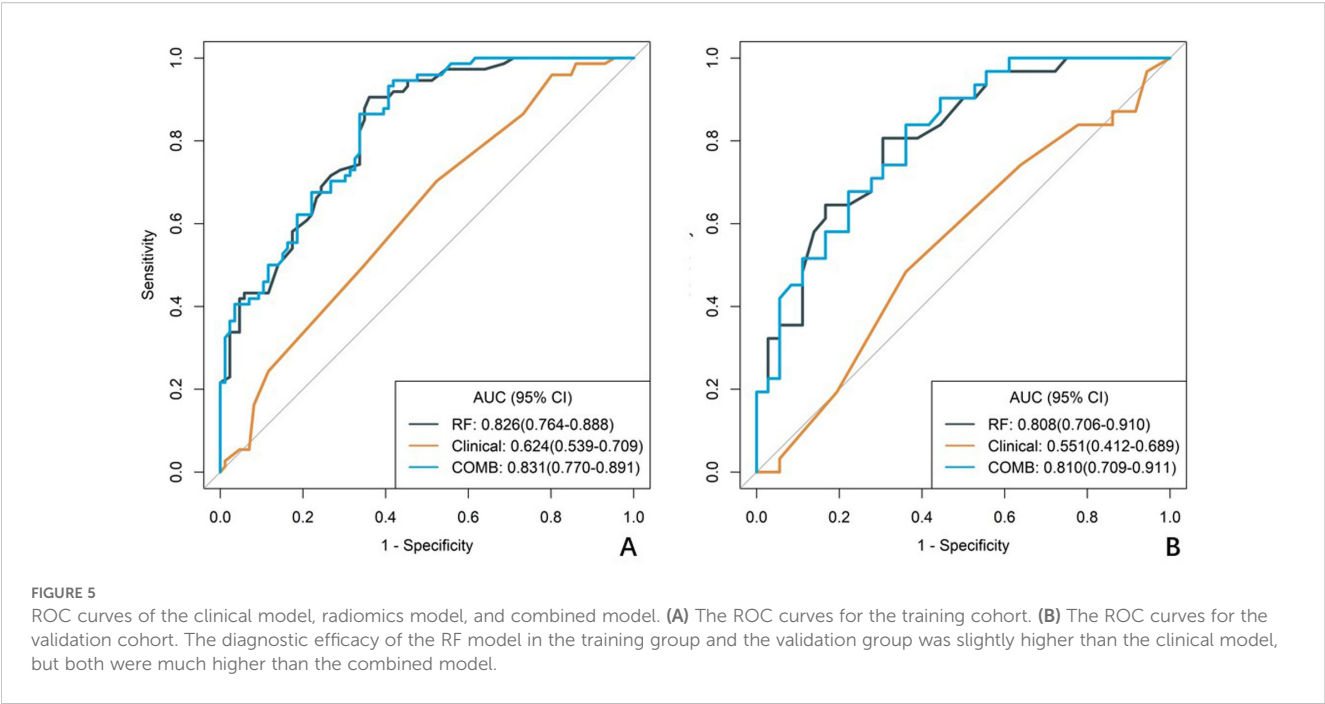 1.0
0.8
0.6
0.4
0.2
0.0
Sensitivity
AUC (95% CI)
RF: 0.826(0.764-0.888)
Clinical: 0.624(0.539-0.709)
COMB: 0.831(0.770-0.891)
0.0 0.2 0.4 0.6 0.8 1.0
1 - Specificity
A
1.0
0.8
0.6
0.4
0.2
0.0
AUC (95% CI)
RF: 0.808(0.706-0.910)
Clinical: 0.551(0.412-0.689)
COMB: 0.810(0.709-0.911)
0.0 0.2 0.4 0.6 0.8 1.0
1 - Specificity
B
FIGURE 5
ROC curves of the clinical model, radiomics model, and combined model. (A) The ROC curves for the training cohort. (B) The ROC curves for the
validation cohort. The diagnostic efficacy of the RF model in the training group and the validation group was slightly higher than the clinical model,
but both were much higher than the combined model.